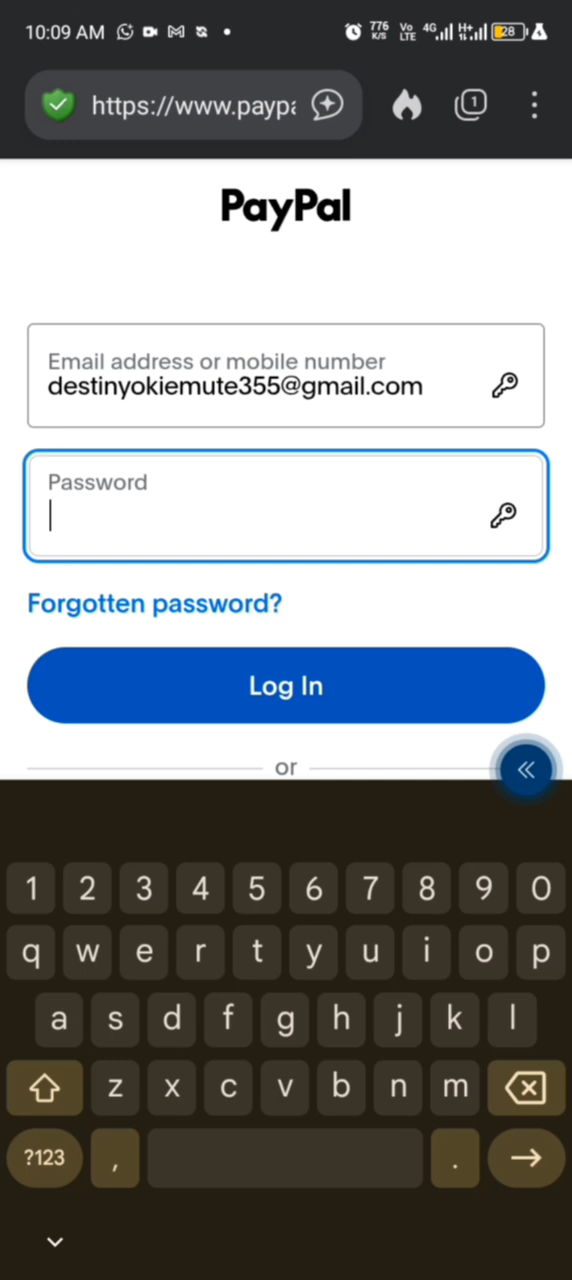 10:09 AM 776 K/S Vo LTE 4G H+ 28
https://www.paypa 1
PayPal
Email address or mobile number
destinyokiemute355@gmail.com
Password
Forgotten password?
Log In
or
1 2 3 4 5 6 7 8 9 0
q w e r t y u i o p
a s d f g h j k l
z x c v b n m
?123 , .